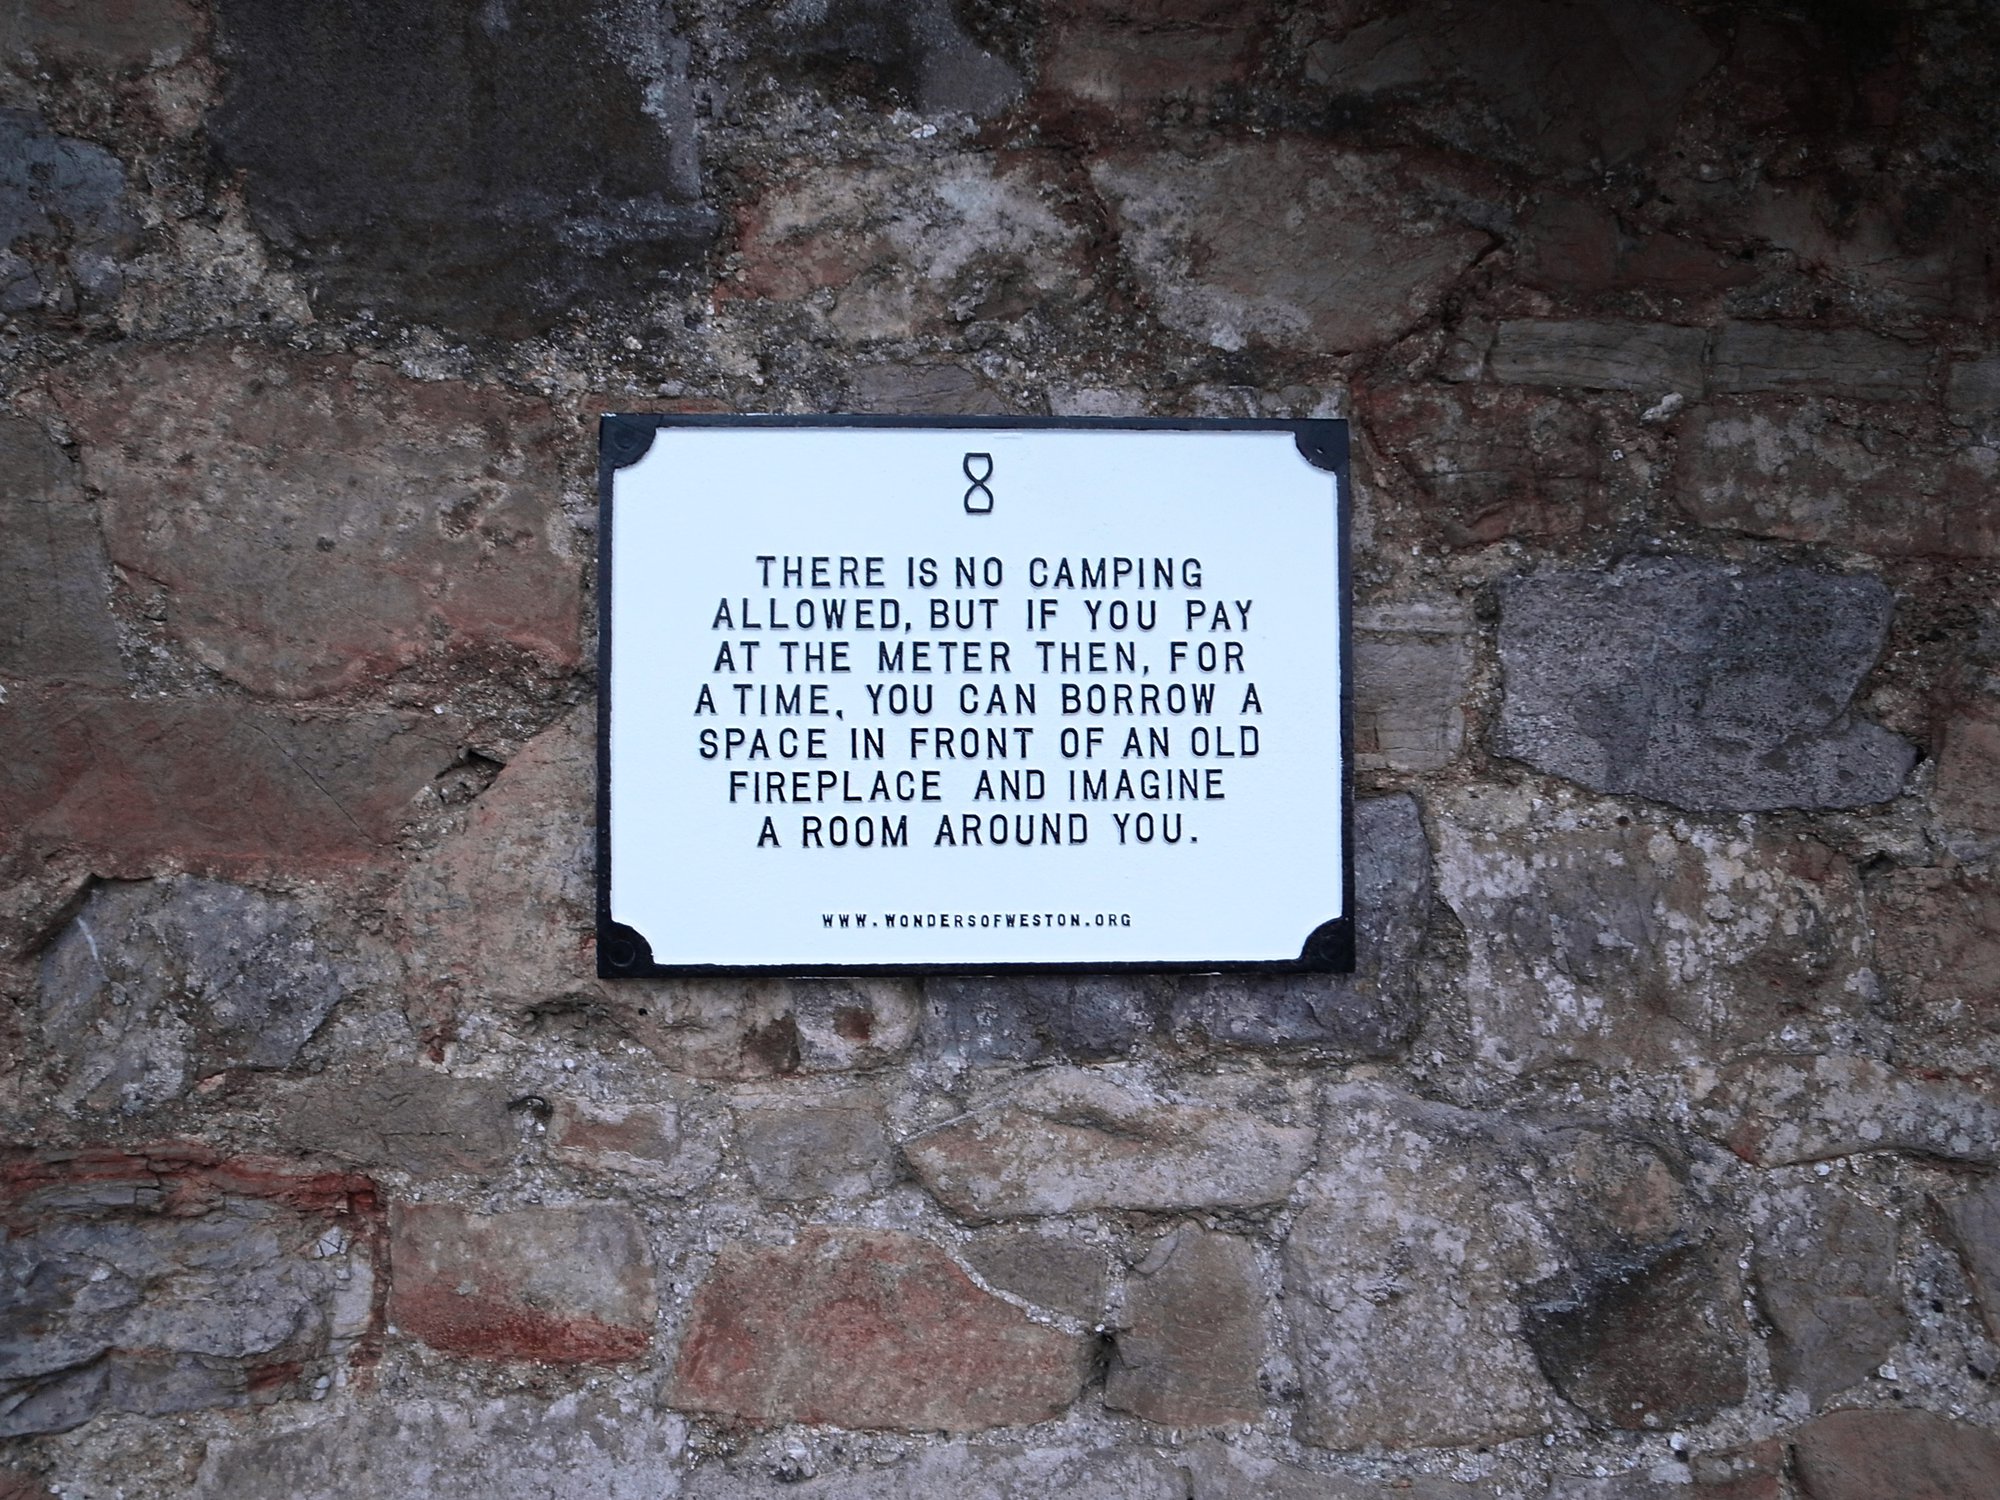 8
THERE IS NO CAMPING
ALLOWED, BUT IF YOU PAY
AT THE METER THEN, FOR
A TIME, YOU CAN BORROW A
SPACE IN FRONT OF AN OLD
FIREPLACE AND IMAGINE
A ROOM AROUND YOU.
WWW.WONDERSOFWESTON.ORG